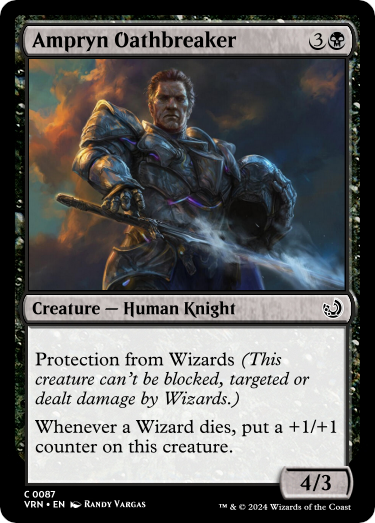 Ampryn Oathbreaker 3
Creature — Human Knight
Protection from Wizards (This
creature can't be blocked, targeted or
dealt damage by Wizards.)
Whenever a Wizard dies, put a +1/+1
counter on this creature.
4/3
C 0087
VRN • EN Randy Vargas
™ & © 2024 Wizards of the Coast